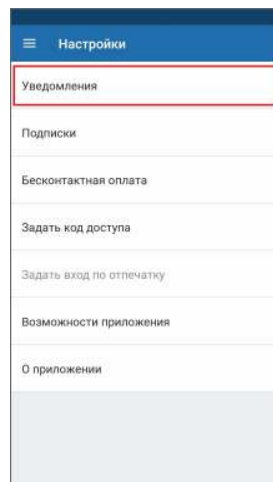 Настройки
Уведомления
Подписки
Бесконтактная оплата
Задать код доступа
Задать вход по отпечатку
Возможности приложения
О приложении